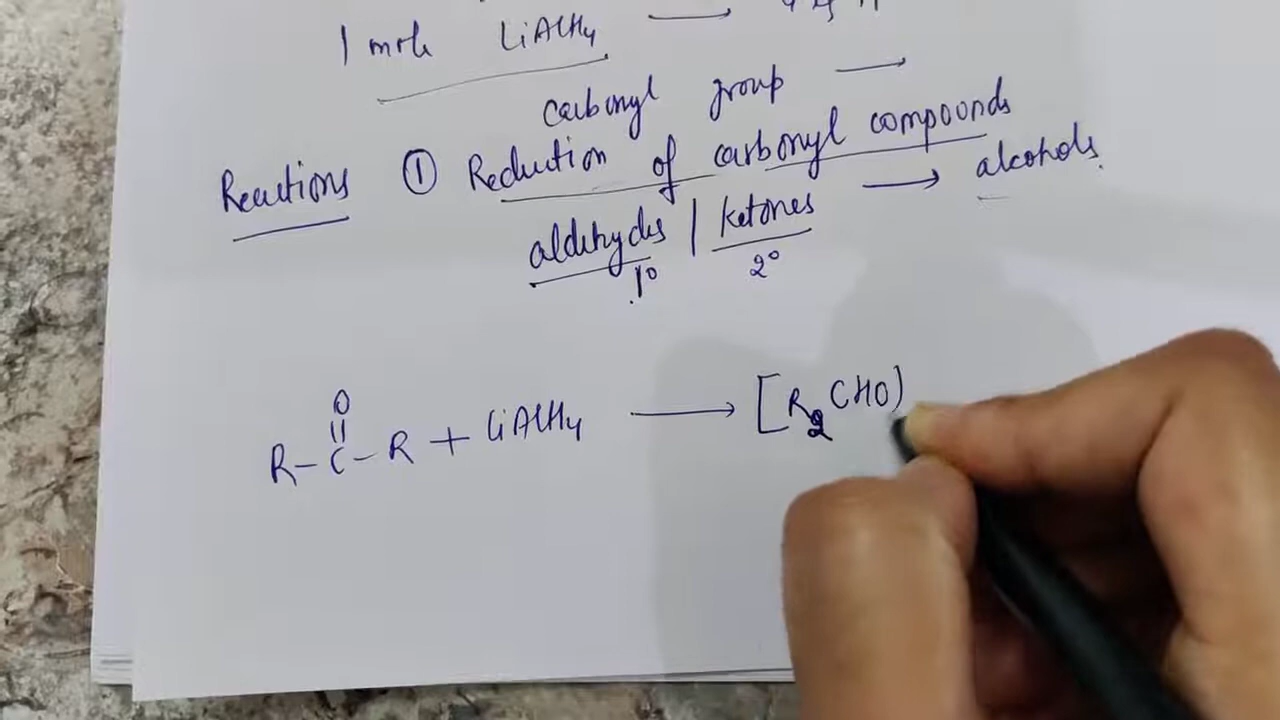 1 mole LiAlH4 ⟶
carbonyl group ⟶
Reactions ① Reduction of carbonyl compounds
aldehydes | ketones ⟶ alcohols.
1° 2°
O
||
R-C-R + LiAlH4 ⟶ [R2CHO)